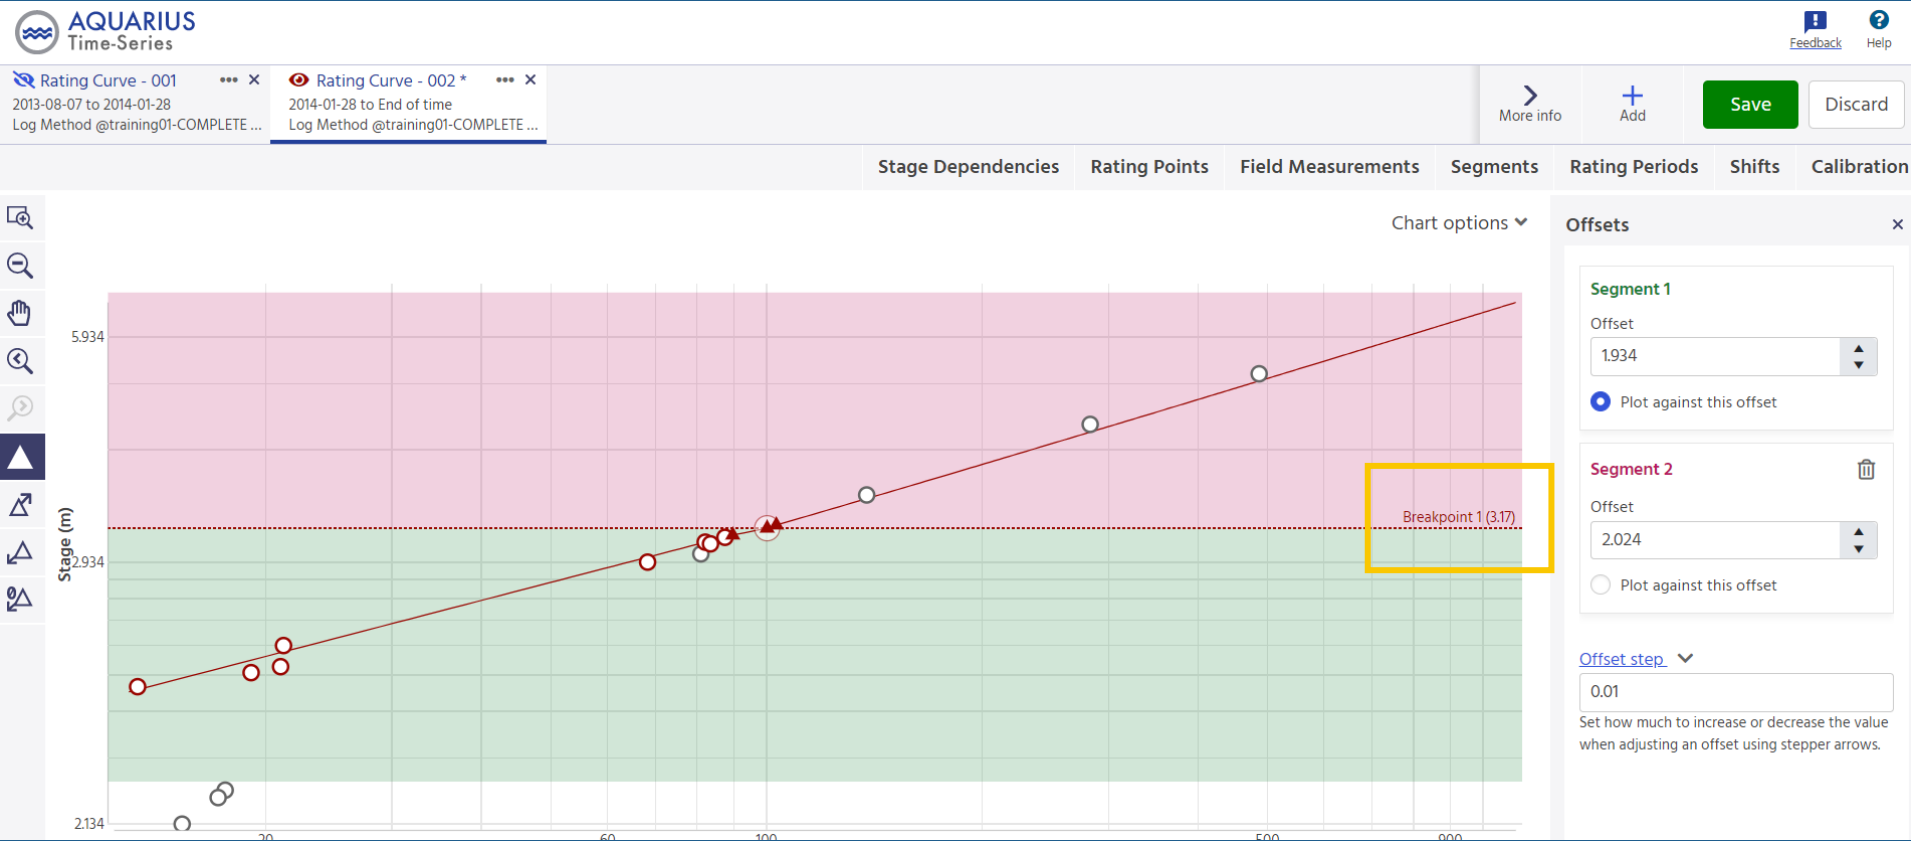 AQUARIUS
Time-Series
Feedback
Help
Rating Curve - 001
2013-08-07 to 2014-01-28
Log Method @training01-COMPLETE ...
Rating Curve - 002 *
2014-01-28 to End of time
Log Method @training01-COMPLETE ...
More info
Add
Save
Discard
Stage Dependencies
Rating Points
Field Measurements
Segments
Rating Periods
Shifts
Calibration
Chart options
Offsets
Segment 1
Offset
1.934
Plot against this offset
Segment 2
Offset
2.024
Plot against this offset
Offset step
0.01
Set how much to increase or decrease the value
when adjusting an offset using stepper arrows.
Stage (m)
5.934
2.934
2.134
Breakpoint 1 (3.17)
20
60
100
500
900